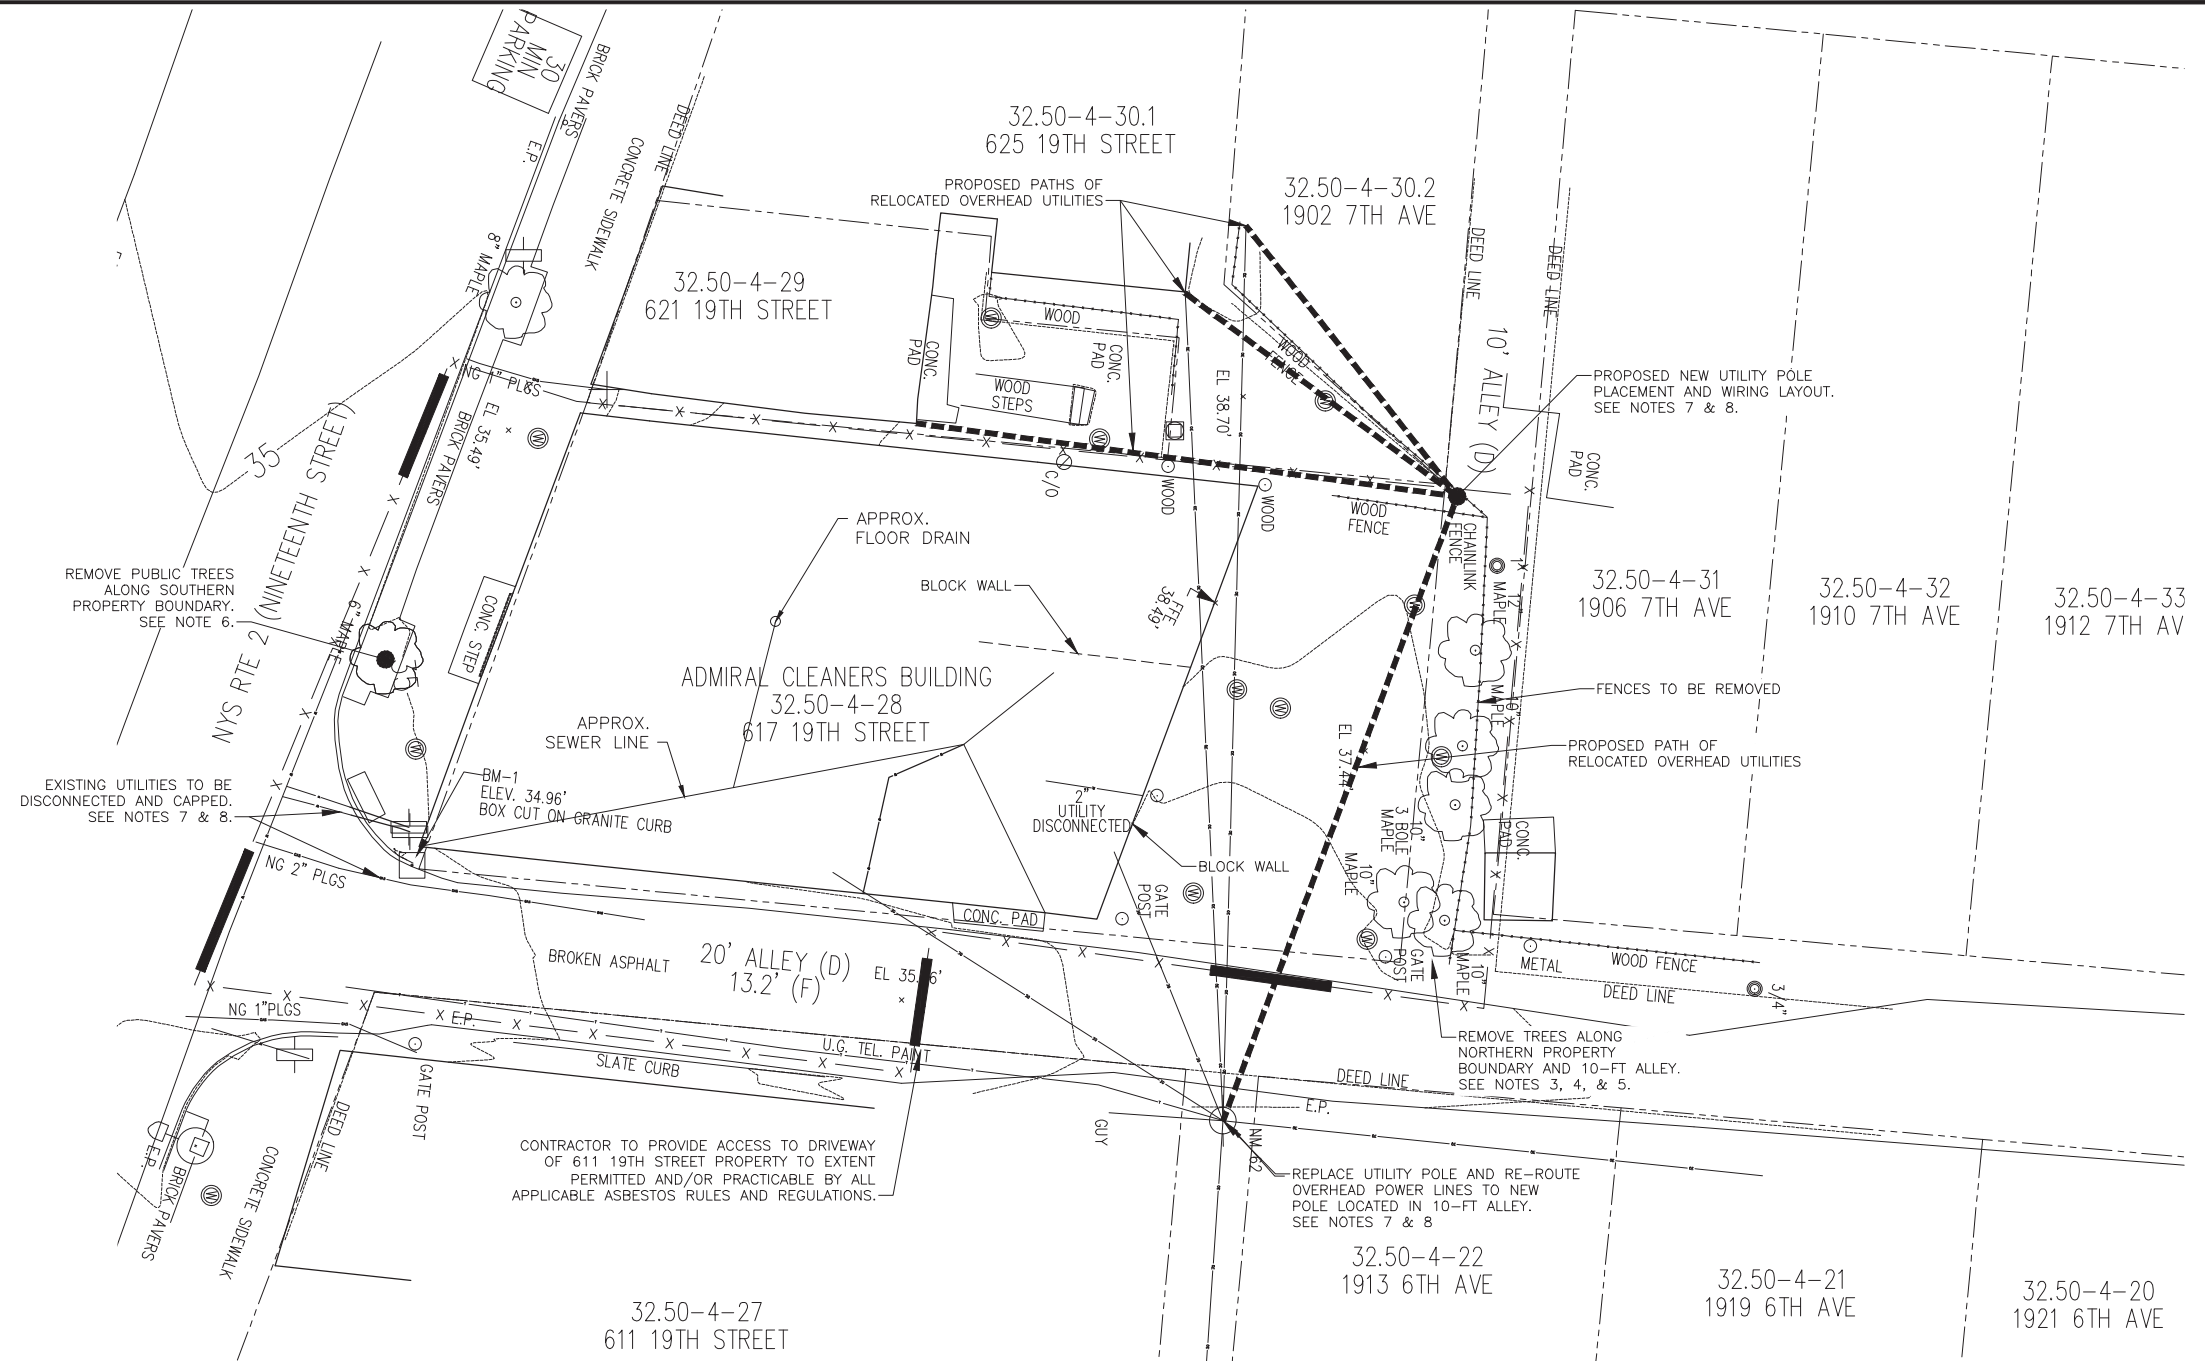 30
MIN
PARKING
BRICK PAVERS
E.P.
CONCRETE SIDEWALK
DEED LINE
8" MAPLE
32.50-4-30.1
625 19TH STREET
PROPOSED PATHS OF
RELOCATED OVERHEAD UTILITIES
32.50-4-30.2
1902 7TH AVE
DEED LINE
DEED LINE
10' ALLEY (D)
32.50-4-29
621 19TH STREET
CONC.
PAD
WOOD
CONC.
PAD
WOOD
STEPS
WOOD
FENCE
EL 38.70'
PROPOSED NEW UTILITY POLE
PLACEMENT AND WIRING LAYOUT.
SEE NOTES 7 & 8.
CONC.
PAD
NG 1" PLGS
EL 35.49'
BRICK PAVERS
35
NYS RTE 2 (NINETEENTH STREET)
C/O
WOOD
WOOD
WOOD
FENCE
CHAINLINK
FENCE
APPROX.
FLOOR DRAIN
BLOCK WALL
FFE
38.49'
REMOVE PUBLIC TREES
ALONG SOUTHERN
PROPERTY BOUNDARY.
SEE NOTE 6.
6" MAPLE
CONC. STEP
1"
12"
MAPLE
32.50-4-31
1906 7TH AVE
32.50-4-32
1910 7TH AVE
32.50-4-33
1912 7TH AV
ADMIRAL CLEANERS BUILDING
32.50-4-28
617 19TH STREET
MAPLE
FENCES TO BE REMOVED
APPROX.
SEWER LINE
EL 37.44'
PROPOSED PATH OF
RELOCATED OVERHEAD UTILITIES
EXISTING UTILITIES TO BE
DISCONNECTED AND CAPPED.
SEE NOTES 7 & 8.
BM-1
ELEV. 34.96'
BOX CUT ON GRANITE CURB
2"
UTILITY
DISCONNECTED
10"
3 BOLE
MAPLE
CONC.
PAD
BLOCK WALL
10"
MAPLE
NG 2" PLGS
GATE
POST
CONC. PAD
BROKEN ASPHALT
20' ALLEY (D)
13.2' (F)
GATE
POST
10"
MAPLE
METAL
WOOD FENCE
DEED LINE
3/4"
NG 1"PLGS
E.P.
U.G. TEL. PAINT
SLATE CURB
REMOVE TREES ALONG
NORTHERN PROPERTY
BOUNDARY AND 10-FT ALLEY.
SEE NOTES 3, 4, & 5.
DEED LINE
E.P.
GATE POST
DEED LINE
GUY
E.P.
BRICK PAVERS
CONCRETE SIDEWALK
CONTRACTOR TO PROVIDE ACCESS TO DRIVEWAY
OF 611 19TH STREET PROPERTY TO EXTENT
PERMITTED AND/OR PRACTICABLE BY ALL
APPLICABLE ASBESTOS RULES AND REGULATIONS.
REPLACE UTILITY POLE AND RE-ROUTE
OVERHEAD POWER LINES TO NEW
POLE LOCATED IN 10-FT ALLEY.
SEE NOTES 7 & 8
32.50-4-22
1913 6TH AVE
32.50-4-21
1919 6TH AVE
32.50-4-20
1921 6TH AVE
32.50-4-27
611 19TH STREET